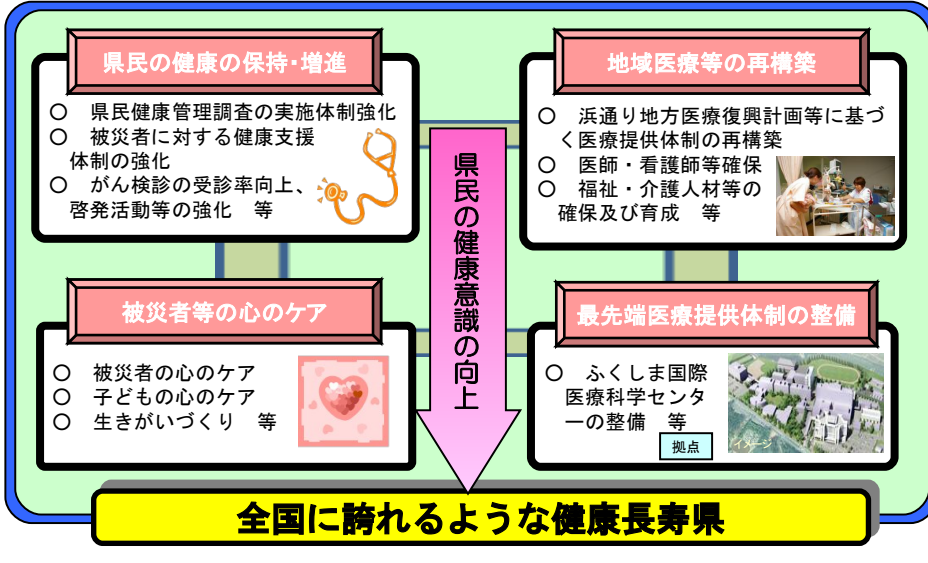 県民の健康の保持・増進
○ 県民健康管理調査の実施体制強化
○ 被災者に対する健康支援
体制の強化
○ がん検診の受診率向上、
啓発活動等の強化 等
地域医療等の再構築
○ 浜通り地方医療復興計画等に基づ
く医療提供体制の再構築
○ 医師・看護師等確保
○ 福祉・介護人材等の
確保及び育成 等
県民の健康意識の向上
被災者等の心のケア
○ 被災者の心のケア
○ 子どもの心のケア
○ 生きがいづくり 等
最先端医療提供体制の整備
○ ふくしま国際
医療科学センタ
ーの整備 等
拠点
イメージ
全国に誇れるような健康長寿県